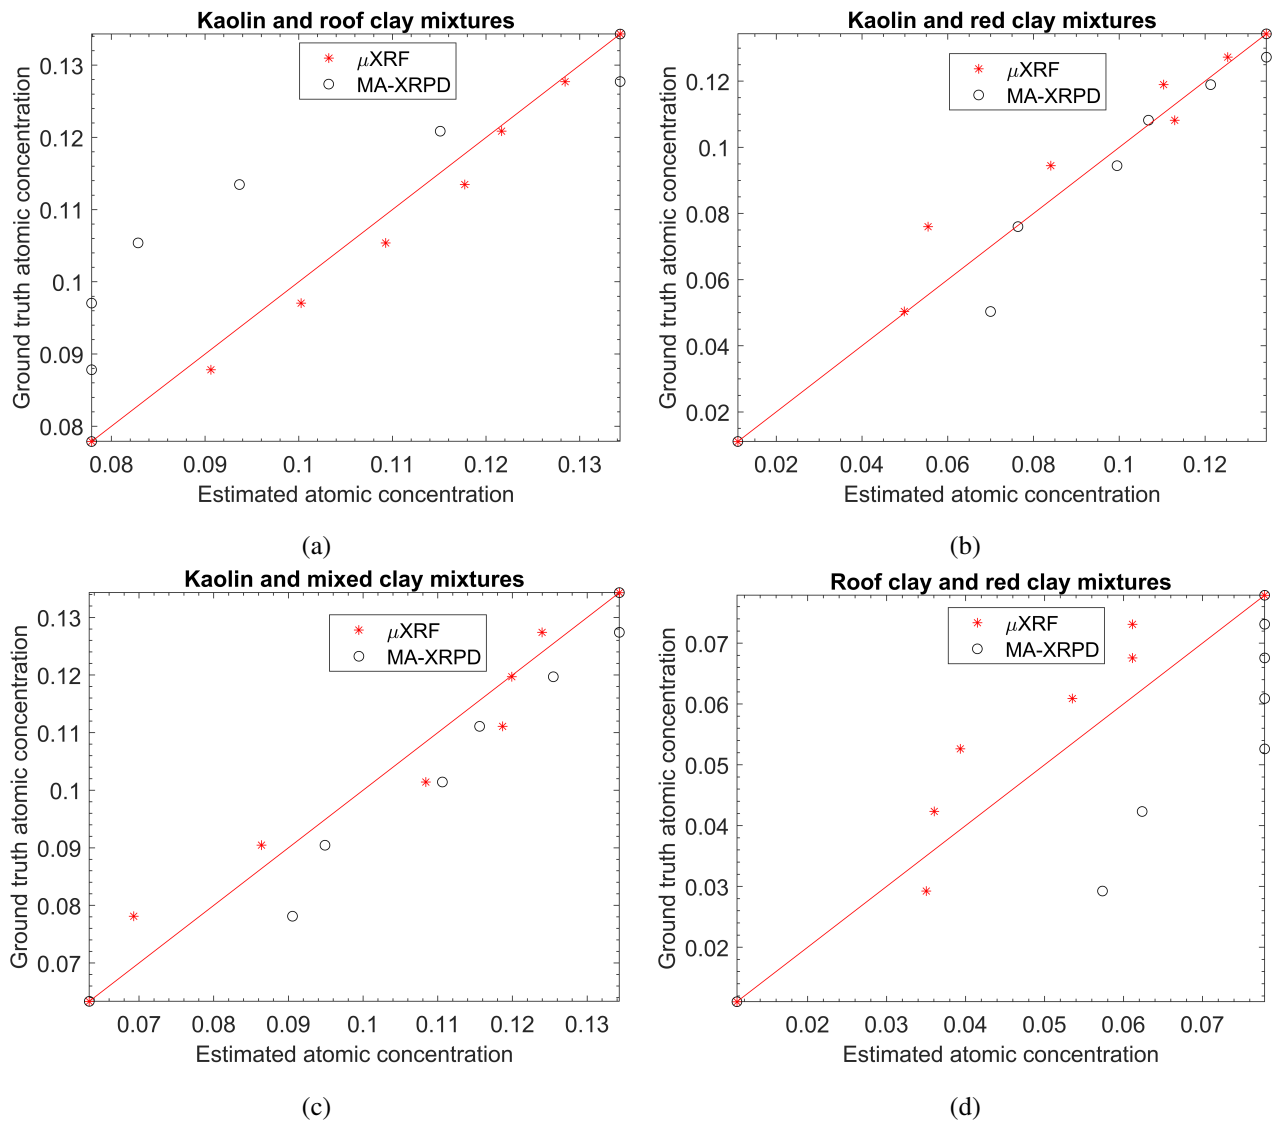 Kaolin and roof clay mixtures
μXRF
MA-XRPD
Ground truth atomic concentration
0.13
0.12
0.11
0.1
0.09
0.08
0.08 0.09 0.1 0.11 0.12 0.13
Estimated atomic concentration
(a)
Kaolin and red clay mixtures
μXRF
MA-XRPD
Ground truth atomic concentration
0.12
0.1
0.08
0.06
0.04
0.02
0.02 0.04 0.06 0.08 0.1 0.12
Estimated atomic concentration
(b)
Kaolin and mixed clay mixtures
μXRF
MA-XRPD
Ground truth atomic concentration
0.13
0.12
0.11
0.1
0.09
0.08
0.07
0.07 0.08 0.09 0.1 0.11 0.12 0.13
Estimated atomic concentration
(c)
Roof clay and red clay mixtures
μXRF
MA-XRPD
Ground truth atomic concentration
0.07
0.06
0.05
0.04
0.03
0.02
0.02 0.03 0.04 0.05 0.06 0.07
Estimated atomic concentration
(d)